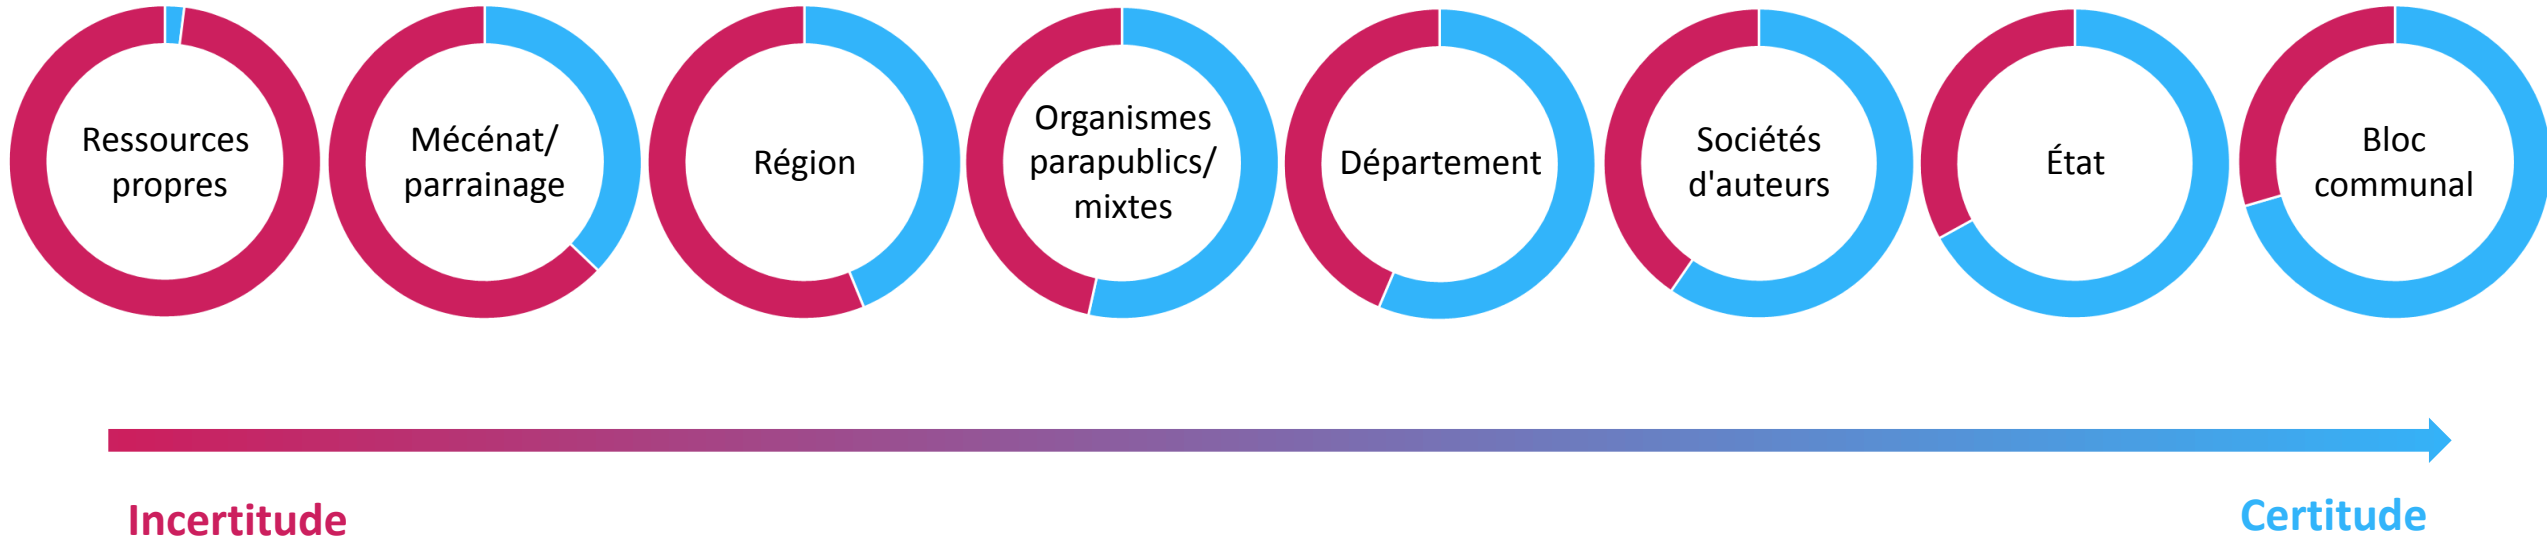 Ressources
propres
Mécénat/
parrainage
Région
Organismes
parapublics/
mixtes
Département
Sociétés
d'auteurs
État
Bloc
communal
Incertitude
Certitude